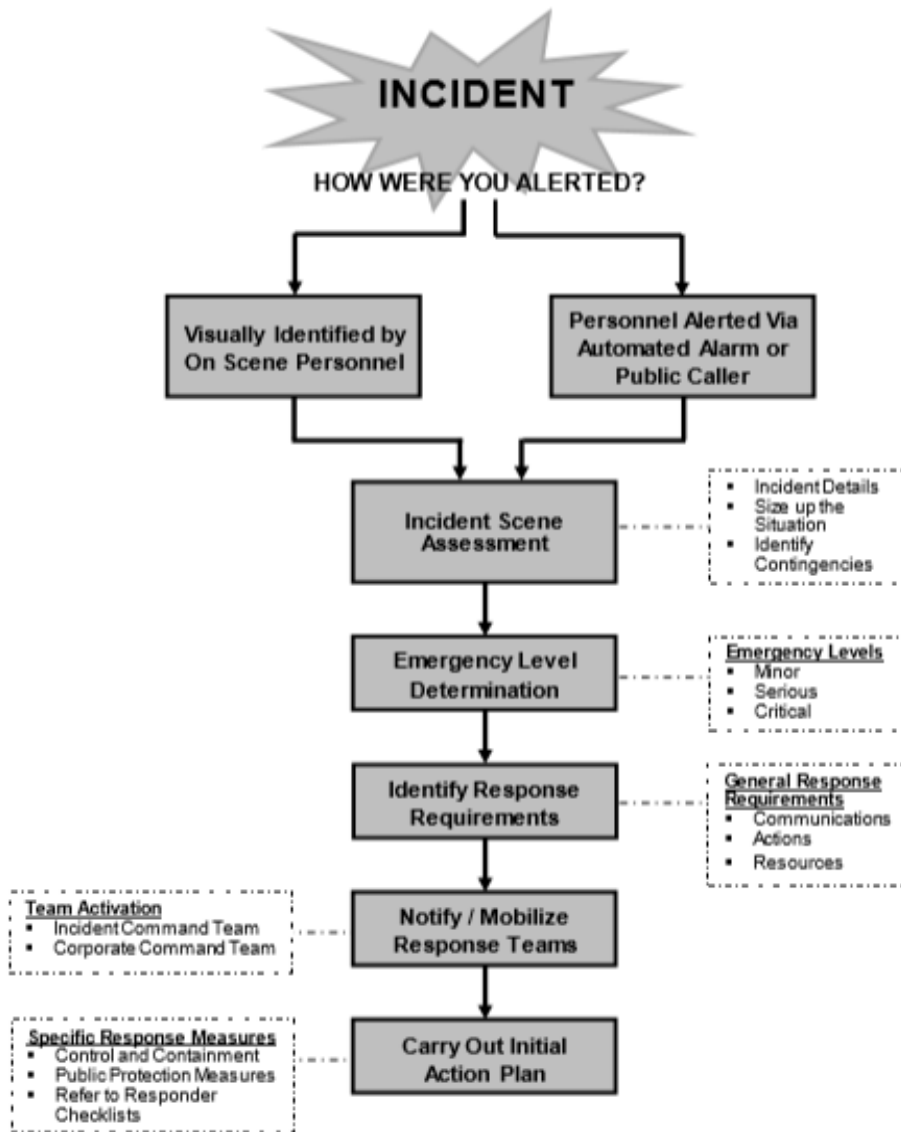 INCIDENT
HOW WERE YOU ALERTED?
Visually Identified by
On Scene Personnel
Personnel Alerted Via
Automated Alarm or
Public Caller
Incident Scene
Assessment
▪ Incident Details
▪ Size up the
Situation
▪ Identify
Contingencies
Emergency Level
Determination
Emergency Levels
▪ Minor
▪ Serious
▪ Critical
Identify Response
Requirements
General Response
Requirements
▪ Communications
▪ Actions
▪ Resources
Team Activation
▪ Incident Command Team
▪ Corporate Command Team
Notify / Mobilize
Response Teams
Specific Response Measures
▪ Control and Containment
▪ Public Protection Measures
▪ Refer to Responder
Checklists
Carry Out Initial
Action Plan